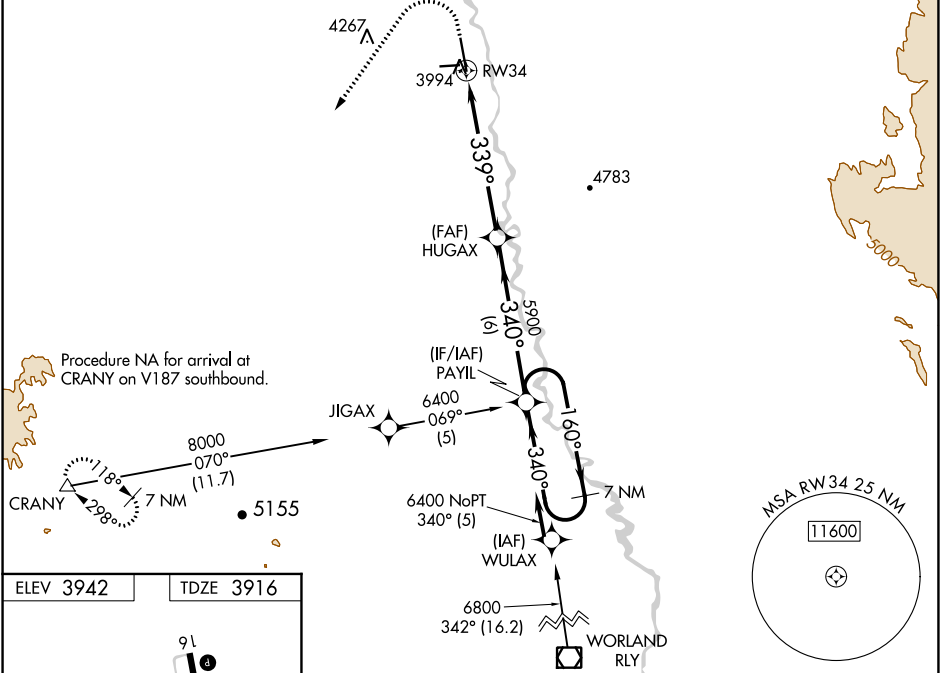 4267
3994
RW34
339°
4783
(FAF)
HUGAX
5000
5900
340°
(6)
Procedure NA for arrival at
CRANY on V187 southbound.
(IF/IAF)
PAYIL
JIGAX
6400
069°
(5)
160°
8000
070°
(11.7)
118°
298°
7 NM
CRANY
5155
340°
7 NM
6400 NoPT
340° (5)
(IAF)
WULAX
MSA RW34 25 NM
11600
ELEV 3942
TDZE 3916
6800
342° (16.2)
WORLAND
RLY
16
P